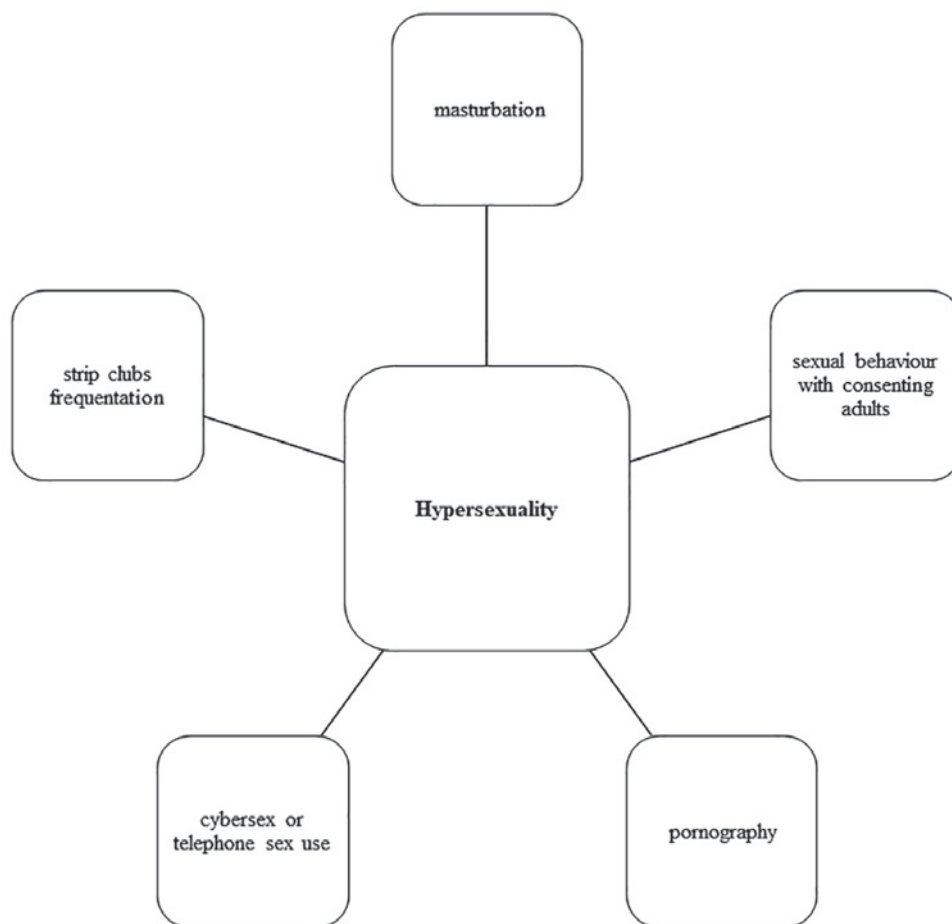 masturbation
strip clubs
frequentation
sexual behaviour
with consenting
adults
Hypersexuality
cybersex or
telephone sex use
pornography